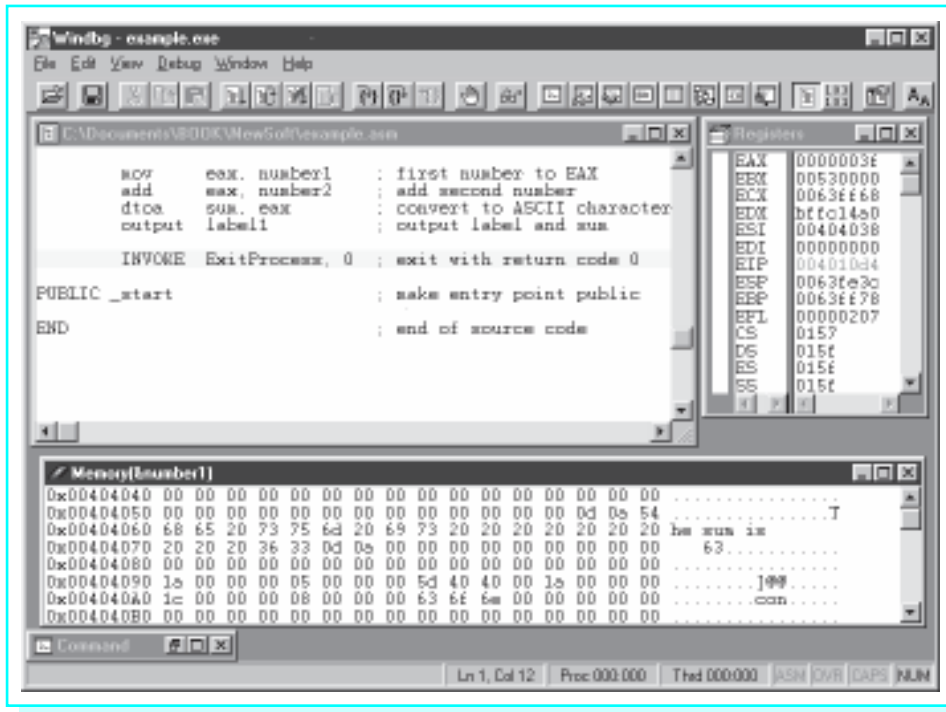 Windbg - example.exe
File Edit View Debug Window Help
C:\Documents\BOOK\NewSoft\example.asm
mov eax, number1 ; first number to EAX
add eax, number2 ; add second number
dtoa sum, eax ; convert to ASCII character
output label1 ; output label and sum
INVOKE ExitProcess, 0 ; exit with return code 0
PUBLIC _start ; make entry point public
END ; end of source code
Registers
EAX 0000003f
EBX 00530000
ECX 0063ff68
EDX bffc14a0
ESI 00404038
EDI 00000000
EIP 004010d4
ESP 0063fe3c
EBP 0063ff78
EFL 00000207
CS 0157
DS 015f
ES 015f
SS 015f
Memory(&number1)
0x00404040 00 00 00 00 00 00 00 00 00 00 00 00 00 00 00 00 ................
0x00404050 00 00 00 00 00 00 00 00 00 00 00 00 00 0d 0a 54 ...............T
0x00404060 68 65 20 73 75 6d 20 69 73 20 20 20 20 20 20 20 he sum is
0x00404070 20 20 20 36 33 0d 0a 00 00 00 00 00 00 00 00 00 63...........
0x00404080 00 00 00 00 00 00 00 00 00 00 00 00 00 00 00 00 ................
0x00404090 1a 00 00 00 05 00 00 00 5d 40 40 00 1a 00 00 00 ........]@@.....
0x004040A0 1c 00 00 00 08 00 00 00 63 6f 6e 00 00 00 00 00 ........con.....
0x004040B0 00 00 00 00 00 00 00 00 00 00 00 00 00 00 00 00 ................
Command
Ln 1, Col 12 Proc 000:000 Thrd 000:000 ASM OVR CAPS NUM